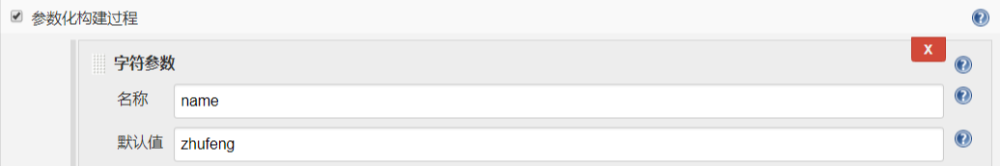 参数化构建过程
X
字符参数
名称 name
默认值 zhufeng